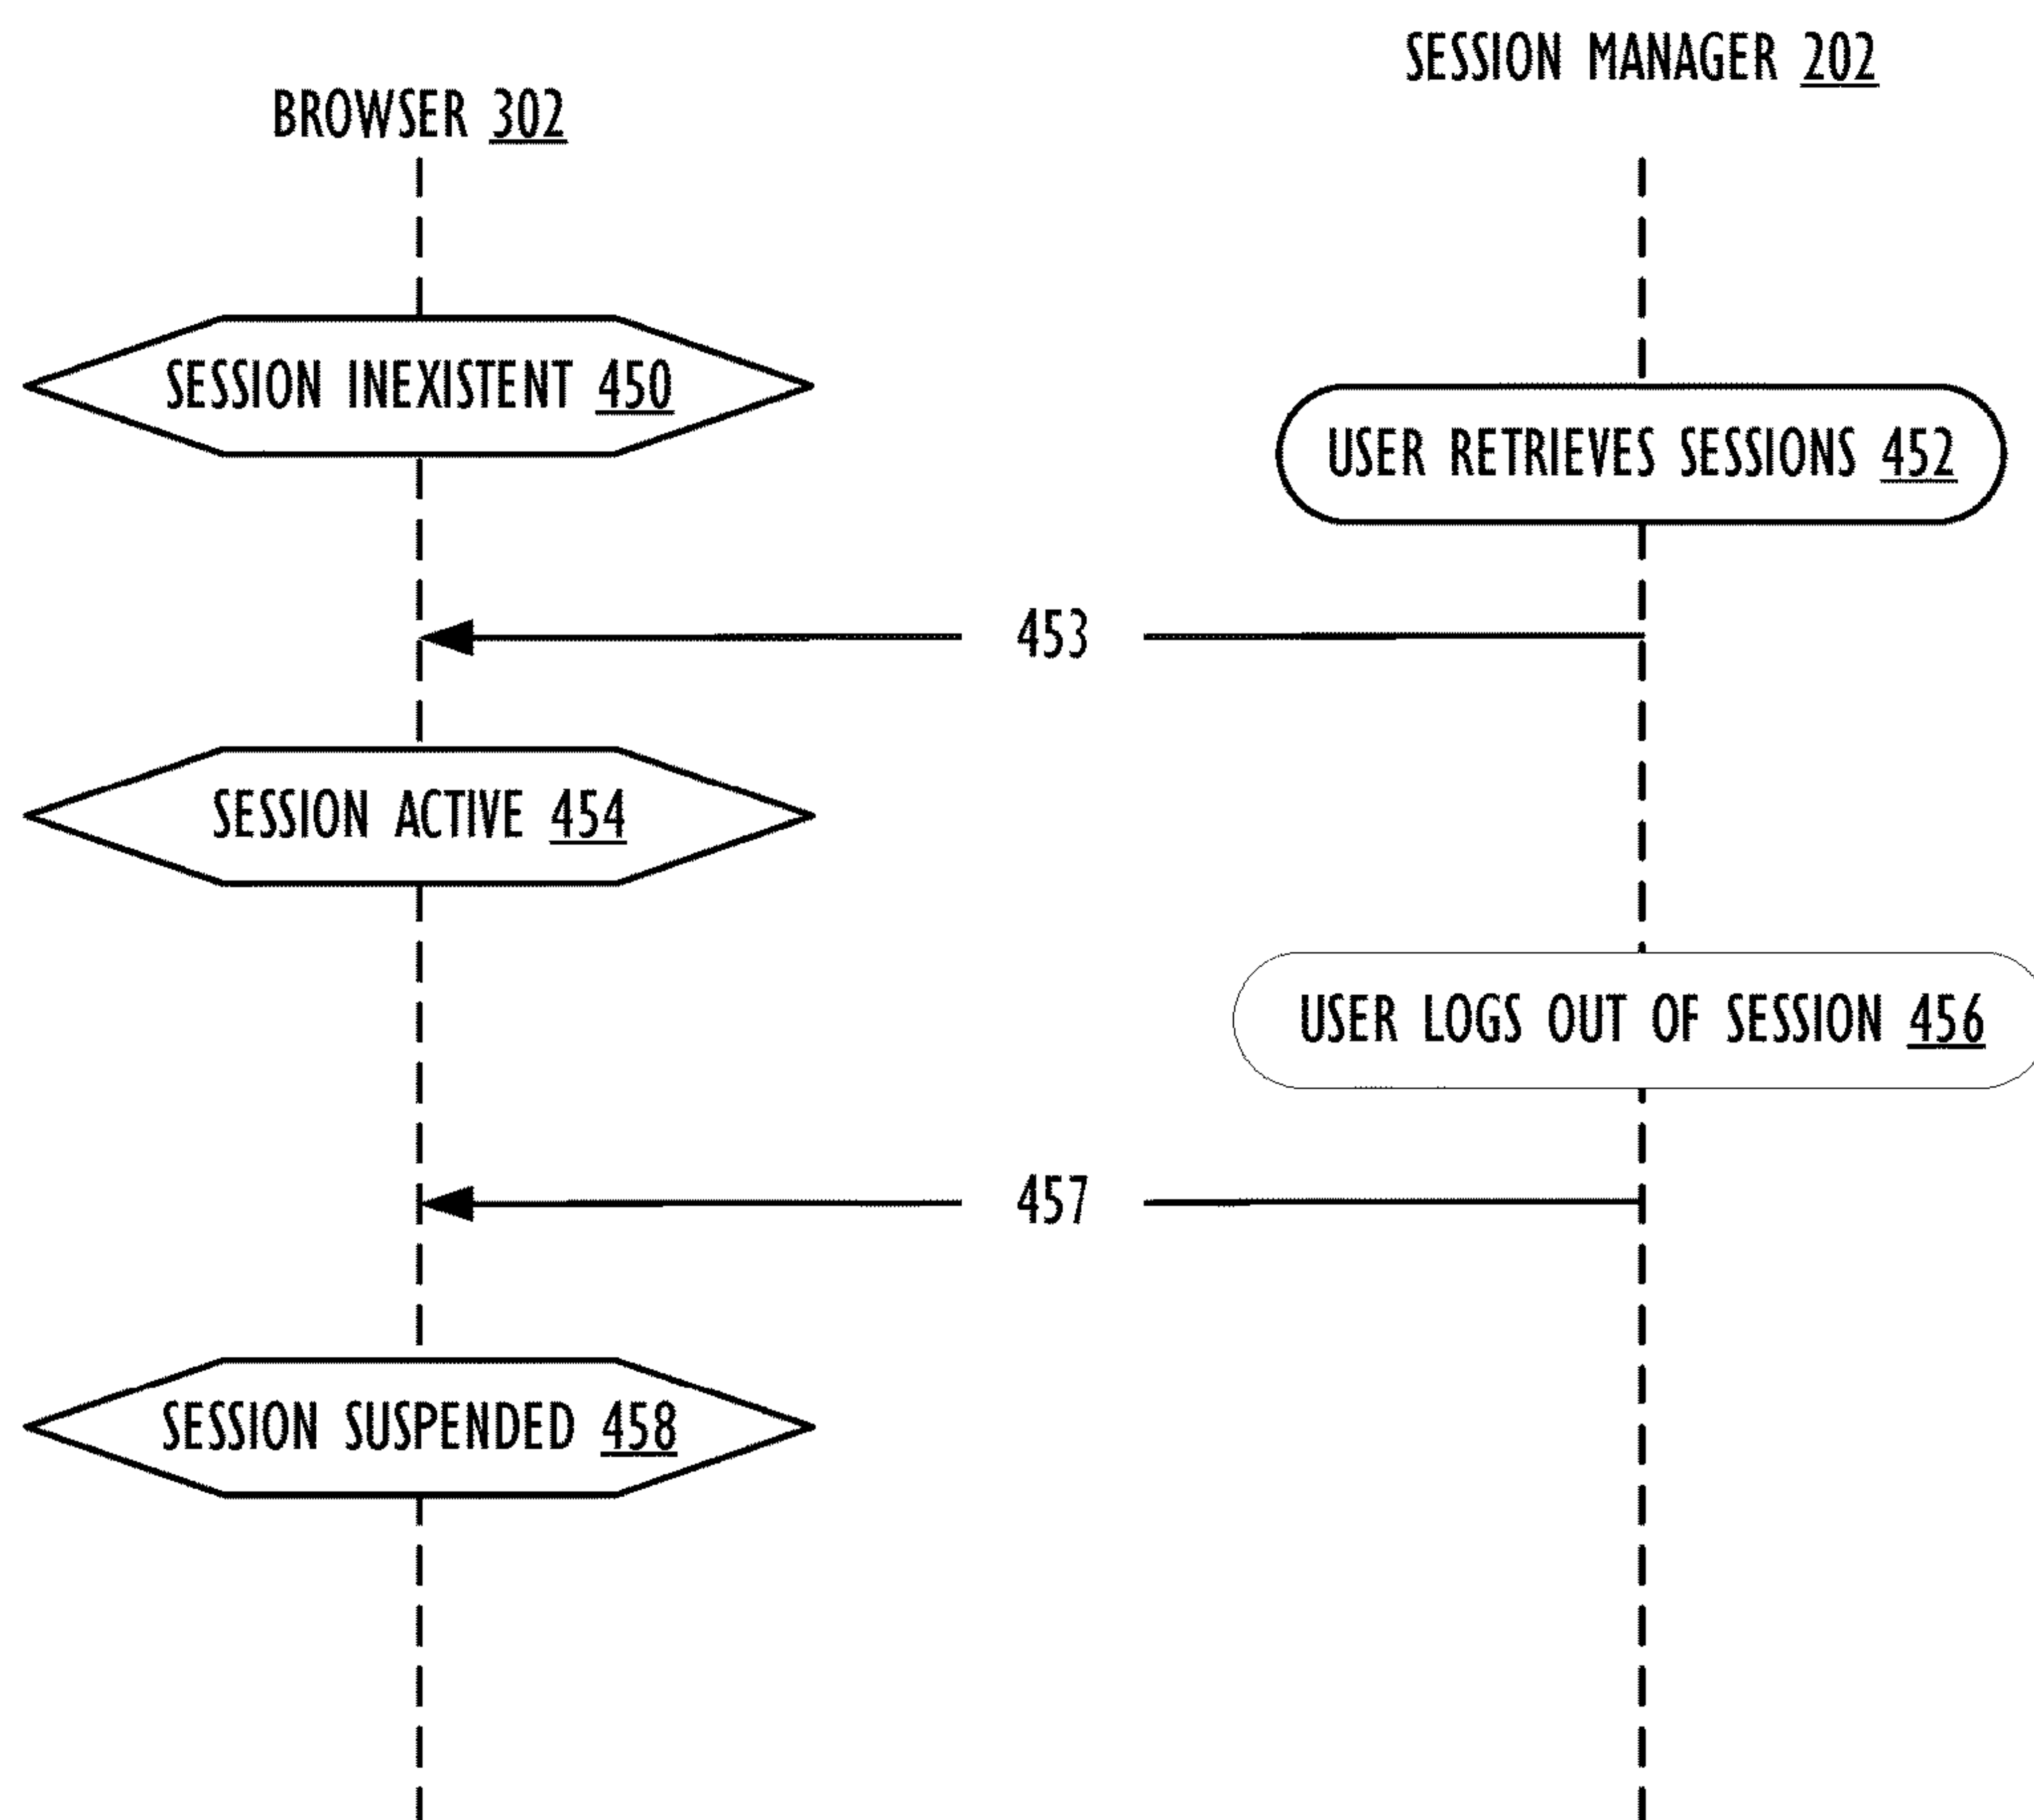 SESSION MANAGER 202
BROWSER 302
SESSION INEXISTENT 450
USER RETRIEVES SESSIONS 452
453
SESSION ACTIVE 454
USER LOGS OUT OF SESSION 456
457
SESSION SUSPENDED 458